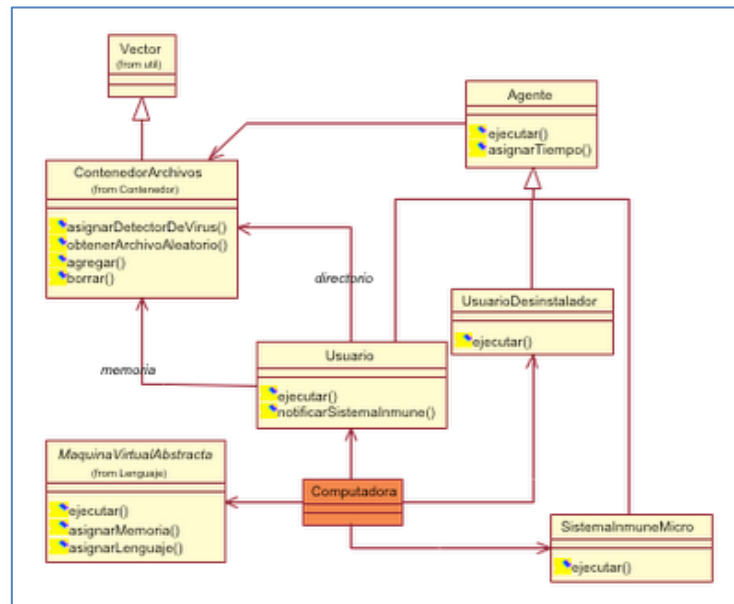 Vector
(from util)
Agente
ejecutar()
asignarTiempo()
ContenedorArchivos
(from Contenedor)
asignarDetectorDeVirus()
obtenerArchivoAleatorio()
agregar()
borrar()
directorio
UsuarioDesinstalador
ejecutar()
memoria
Usuario
ejecutar()
notificarSistemaInmune()
MaquinaVirtualAbstracta
(from Lenguaje)
ejecutar()
asignarMemoria()
asignarLenguaje()
Computadora
SistemaInmuneMicro
ejecutar()